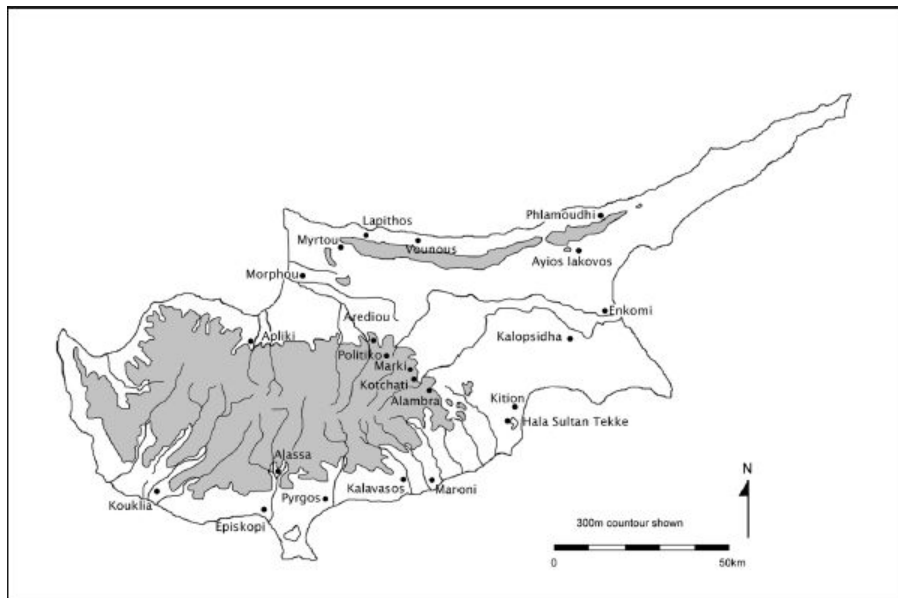 Phlamoudhi
Lapithos
Myrtou
Vounous
Ayios Iakovos
Morphou
Enkomi
Arediou
Apliki
Kalopsidha
Politiko
Marki
Kotchati
Alambra
Kition
Hala Sultan Tekke
Alassa
Kalavasos
Maroni
Pyrgos
Kouklia
Episkopi
N
300m countour shown
0
50km